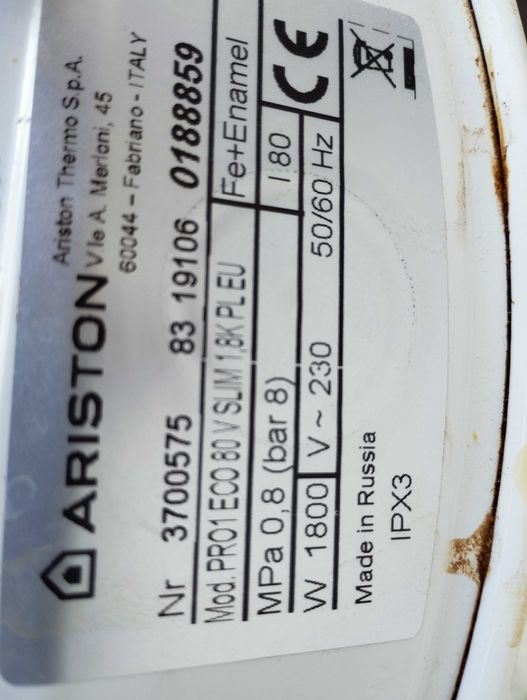 ARISTON
Ariston Thermo S.p.A.
V.le A. Merloni, 45
60044 – Fabriano - ITALY
Nr 3700575 83 19106 0188859
Mod. PRO1 ECO 80 V SLIM 1,8K PL EU Fe+Enamel
MPa 0,8 (bar 8) l 80
W 1800 V ~ 230 50/60 Hz
CE
Made in Russia
IPX3